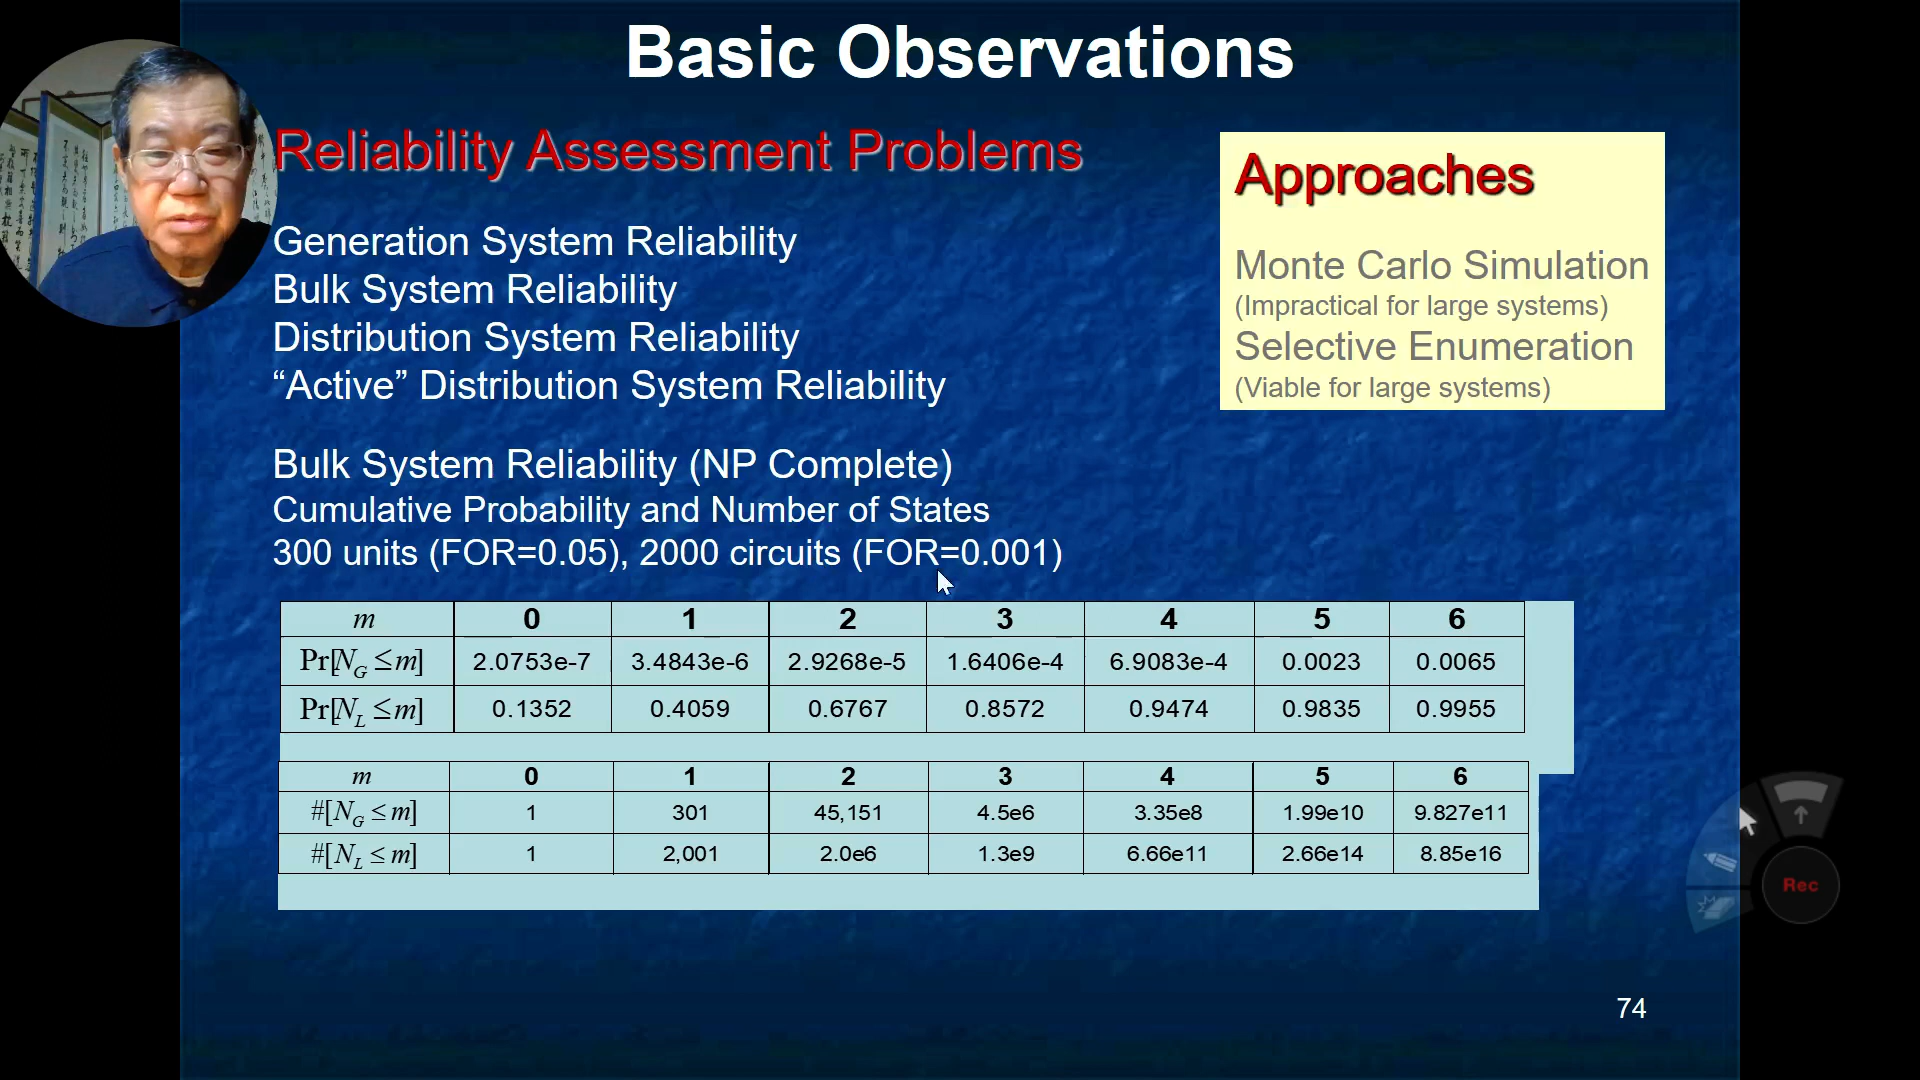 Basic Observations
Reliability Assessment Problems
Generation System Reliability
Bulk System Reliability
Distribution System Reliability
“Active” Distribution System Reliability
Approaches
Monte Carlo Simulation
(Impractical for large systems)
Selective Enumeration
(Viable for large systems)
Bulk System Reliability (NP Complete)
Cumulative Probability and Number of States
300 units (FOR=0.05), 2000 circuits (FOR=0.001)
m 0 1 2 3 4 5 6
Pr[N_G ≤ m] 2.0753e-7 3.4843e-6 2.9268e-5 1.6406e-4 6.9083e-4 0.0023 0.0065
Pr[N_L ≤ m] 0.1352 0.4059 0.6767 0.8572 0.9474 0.9835 0.9955
m 0 1 2 3 4 5 6
#[N_G ≤ m] 1 301 45,151 4.5e6 3.35e8 1.99e10 9.827e11
#[N_L ≤ m] 1 2,001 2.0e6 1.3e9 6.66e11 2.66e14 8.85e16
Rec
74